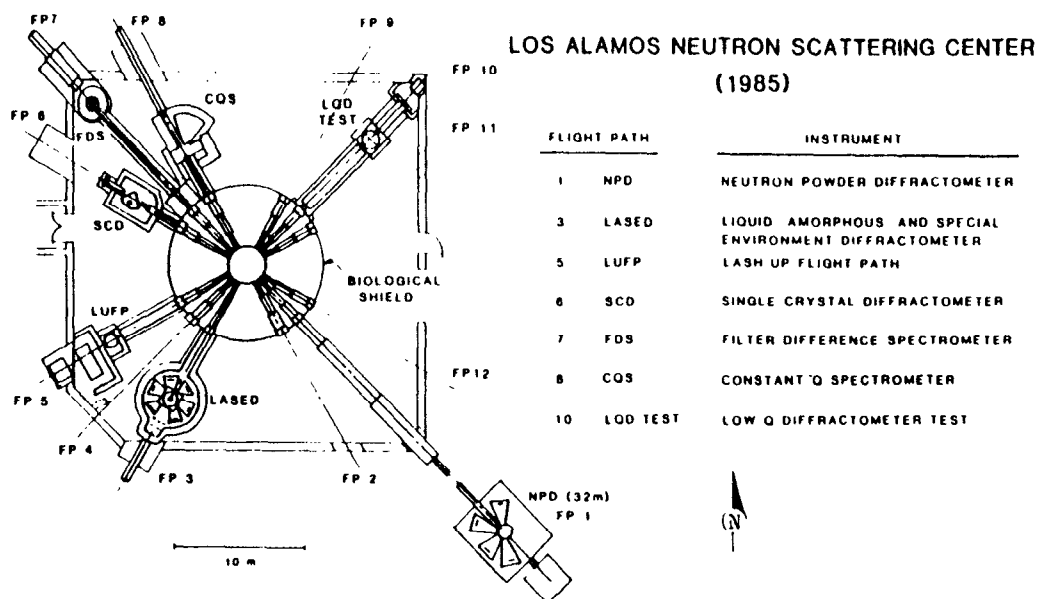 FP7
FP 8
FP 9
LOS ALAMOS NEUTRON SCATTERING CENTER
(1985)
FP 10
CQS
LQD
TEST
FP 6
FDS
FP 11
SCD
BIOLOGICAL
SHIELD
LUFP
FP 5
LASED
FP12
FP 4
FP 3
FP 2
NPD (32m)
FP 1
10 m
FLIGHT PATH INSTRUMENT
1 NPD NEUTRON POWDER DIFFRACTOMETER
3 LASED LIQUID AMORPHOUS AND SPECIAL
ENVIRONMENT DIFFRACTOMETER
5 LUFP LASH UP FLIGHT PATH
6 SCD SINGLE CRYSTAL DIFFRACTOMETER
7 FDS FILTER DIFFERENCE SPECTROMETER
8 CQS CONSTANT Q SPECTROMETER
10 LQD TEST LOW Q DIFFRACTOMETER TEST
N